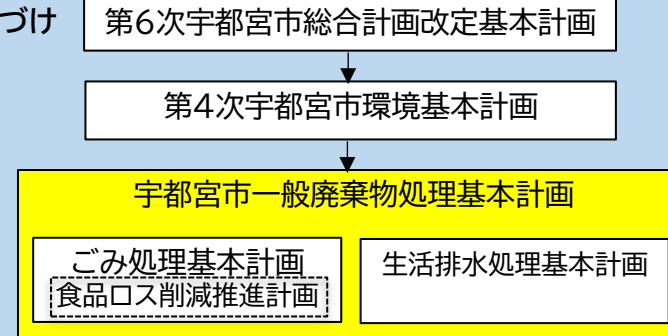 づけ
第6次宇都宮市総合計画改定基本計画
第4次宇都宮市環境基本計画
宇都宮市一般廃棄物処理基本計画
ごみ処理基本計画
食品ロス削減推進計画
生活排水処理基本計画